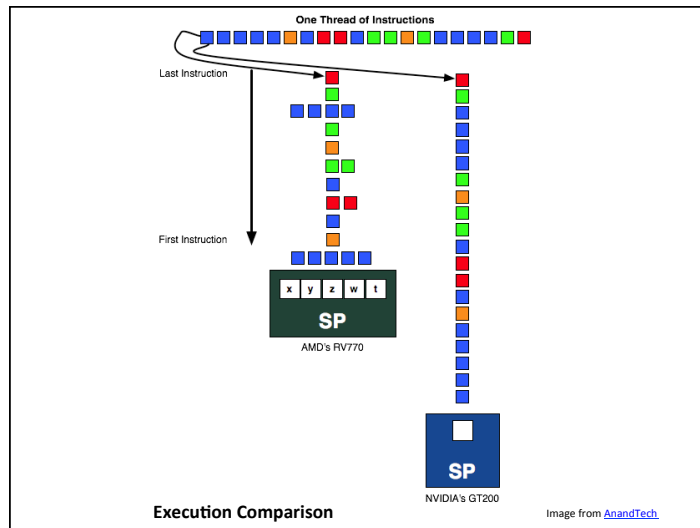 One Thread of Instructions
Last Instruction
First Instruction
x y z w t
SP
AMD's RV770
SP
NVIDIA's GT200
Execution Comparison
Image from AnandTech